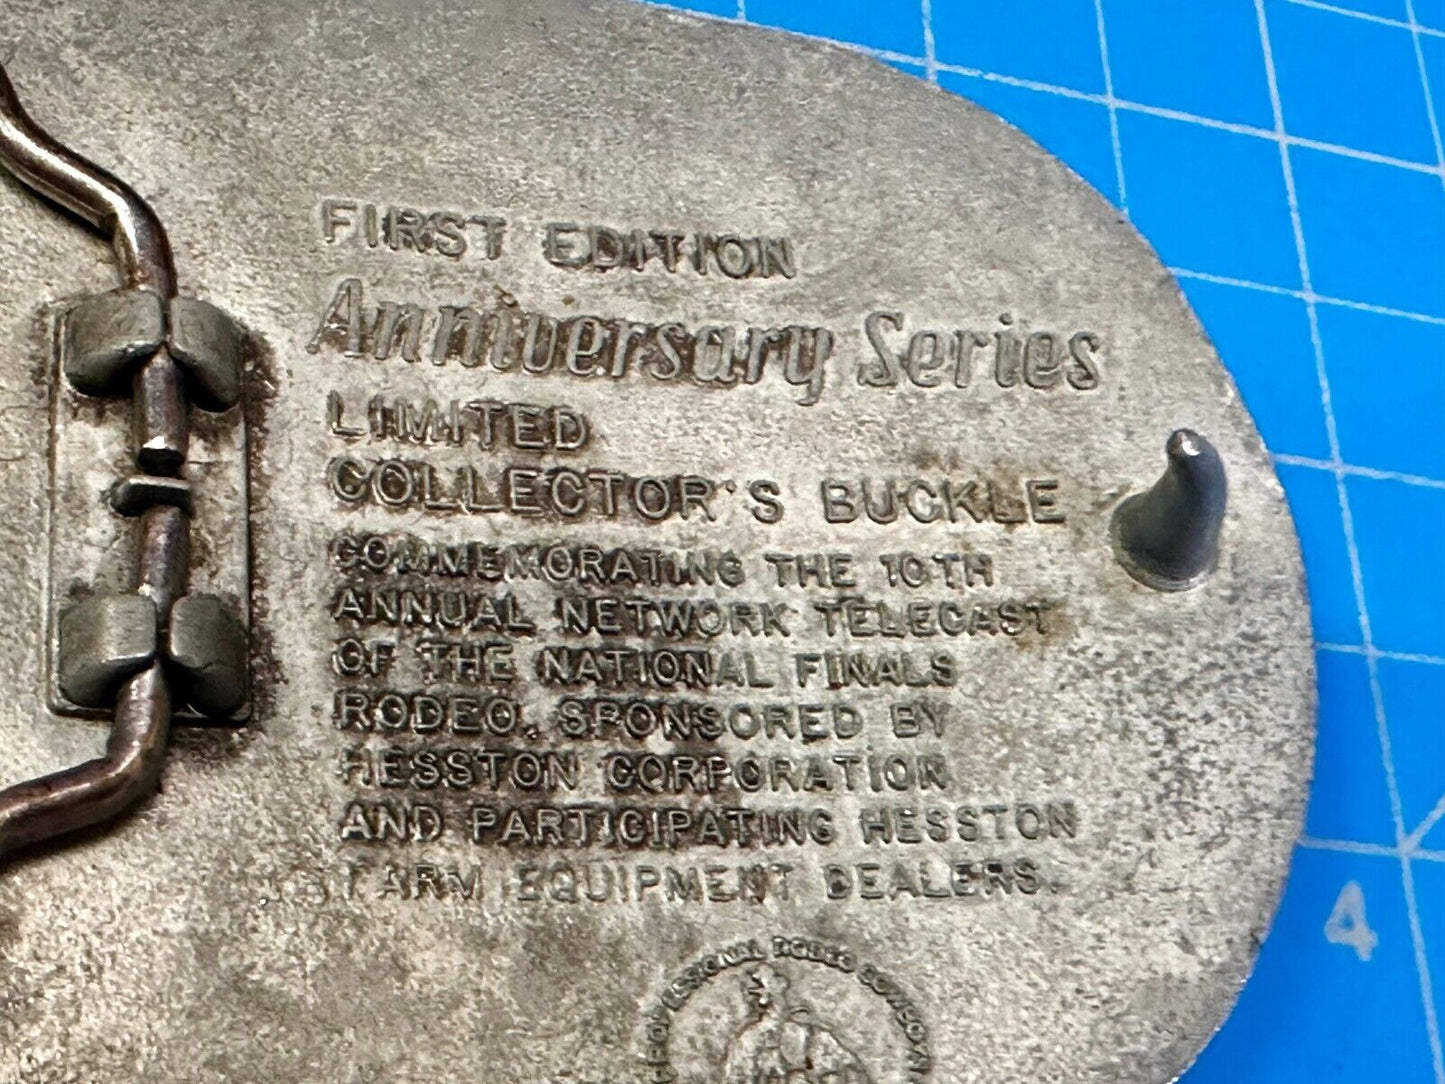 FIRST EDITION
Anniversary Series
LIMITED
COLLECTOR'S BUCKLE
COMMEMORATING THE 10TH
ANNUAL NETWORK TELECAST
OF THE NATIONAL FINALS
RODEO, SPONSORED BY
HESSTON CORPORATION
AND PARTICIPATING HESSTON
FARM EQUIPMENT DEALERS.
RODEO
4